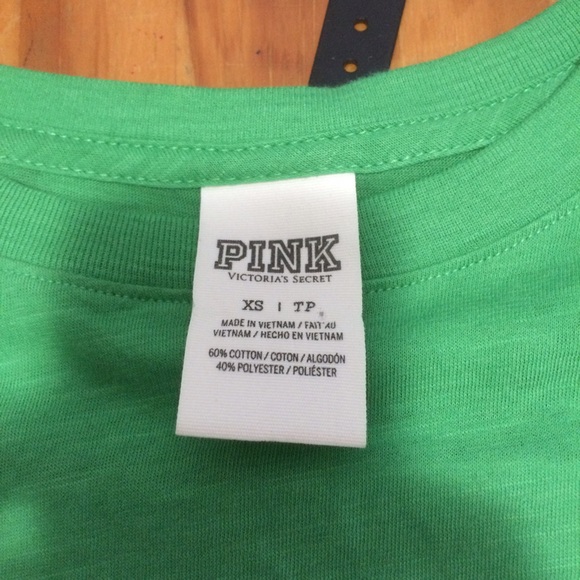 PINK
VICTORIA'S SECRET
XS | TP
MADE IN VIETNAM / FAIT AU
VIETNAM / HECHO EN VIETNAM
60% COTTON / COTON / ALGODÓN
40% POLYESTER / POLIÉSTER